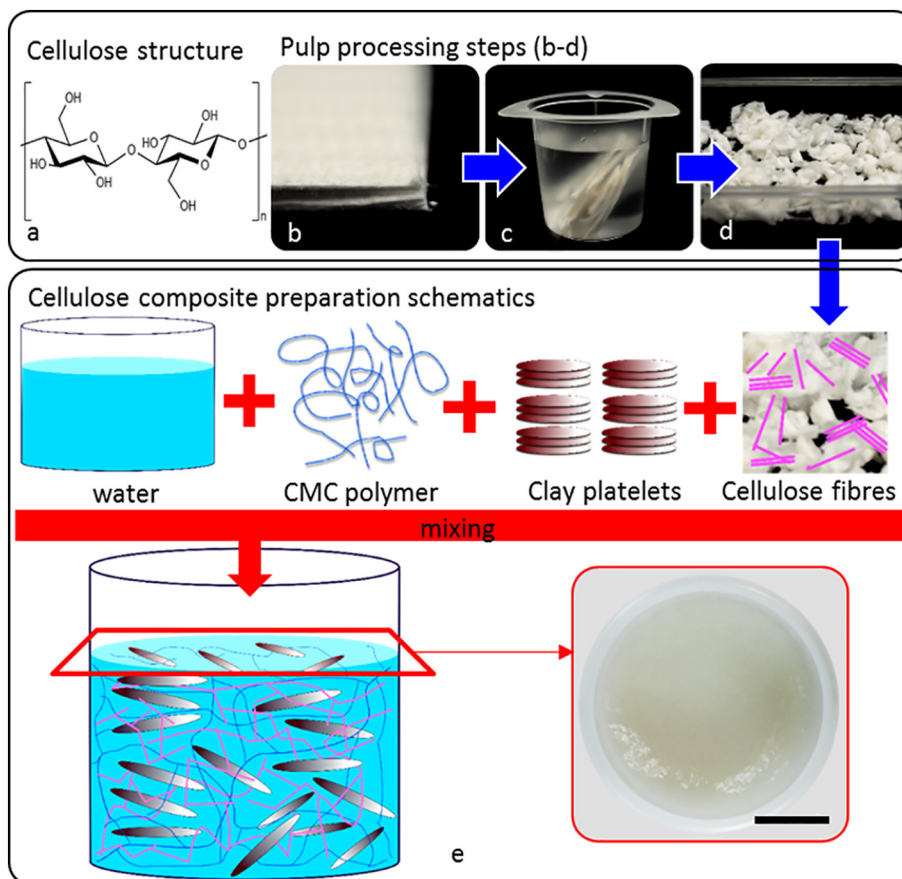 Cellulose structure
Pulp processing steps (b-d)
OH
OH
HO
O
O
HO
O
O
HO
OH
OH
n
a
b
c
d
Cellulose composite preparation schematics
water
CMC polymer
Clay platelets
Cellulose fibres
mixing
e